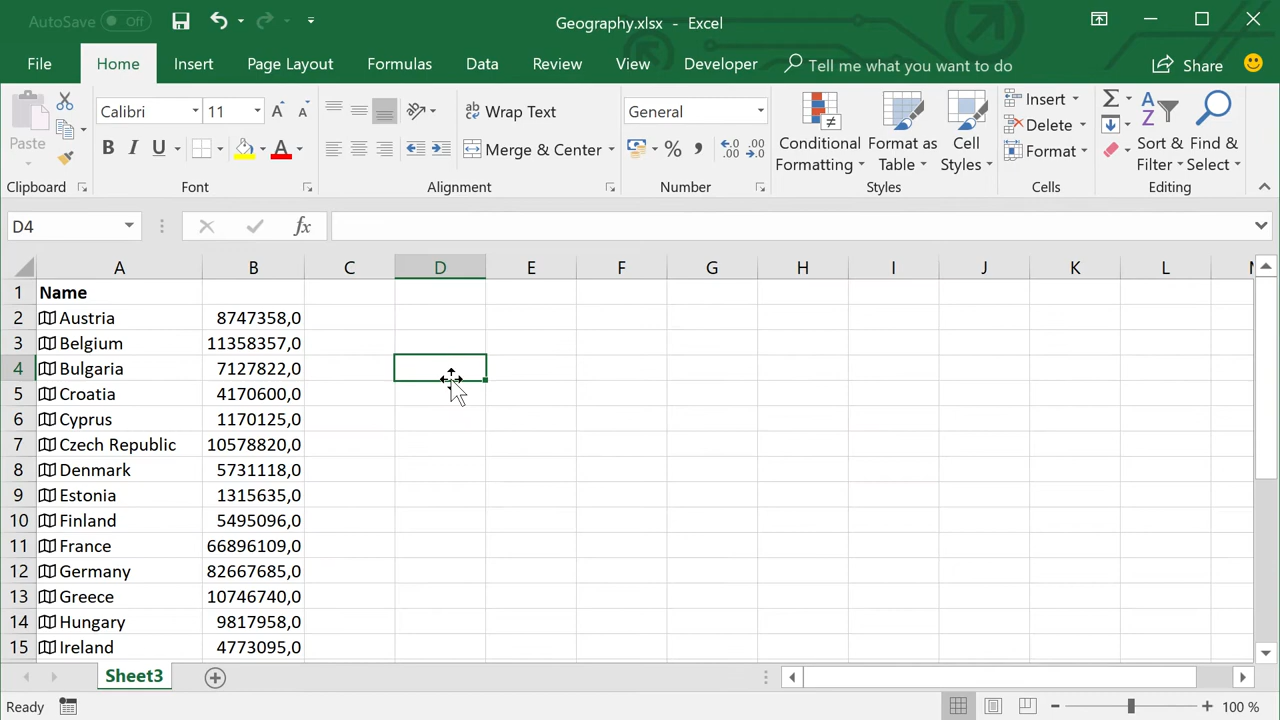 AutoSave Off
Geography.xlsx - Excel
File Home Insert Page Layout Formulas Data Review View Developer Tell me what you want to do Share
Paste
Calibri 11
B I U A
Wrap Text
Merge & Center
General
%
Conditional Formatting
Format as Table
Cell Styles
Insert
Delete
Format
Sort & Filter
Find & Select
Clipboard Font Alignment Number Styles Cells Editing
D4 fx
A B C D E F G H I J K L
1 Name
2 Austria 8747358,0
3 Belgium 11358357,0
4 Bulgaria 7127822,0
5 Croatia 4170600,0
6 Cyprus 1170125,0
7 Czech Republic 10578820,0
8 Denmark 5731118,0
9 Estonia 1315635,0
10 Finland 5495096,0
11 France 66896109,0
12 Germany 82667685,0
13 Greece 10746740,0
14 Hungary 9817958,0
15 Ireland 4773095,0
Sheet3
Ready 100 %